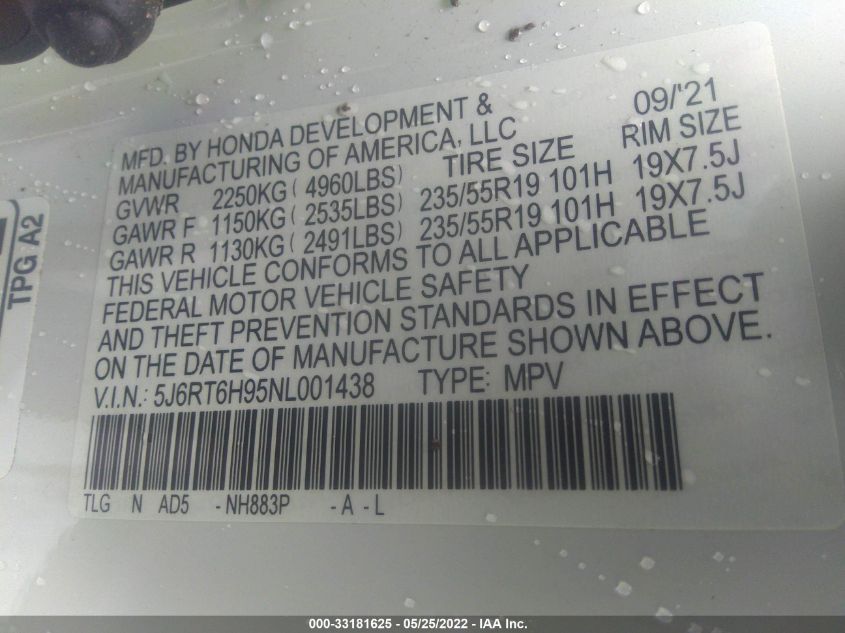 MFD. BY HONDA DEVELOPMENT & 09/'21
MANUFACTURING OF AMERICA, LLC TIRE SIZE RIM SIZE
GVWR 2250KG ( 4960LBS)
GAWR F 1150KG ( 2535LBS) 235/55R19 101H 19X7.5J
GAWR R 1130KG ( 2491LBS) 235/55R19 101H 19X7.5J
THIS VEHICLE CONFORMS TO ALL APPLICABLE
FEDERAL MOTOR VEHICLE SAFETY
AND THEFT PREVENTION STANDARDS IN EFFECT
ON THE DATE OF MANUFACTURE SHOWN ABOVE.
V.I.N.: 5J6RT6H95NL001438 TYPE: MPV
TLG N AD5 -NH883P -A -L
TPG A2
000-33181625 - 05/25/2022 - IAA Inc.